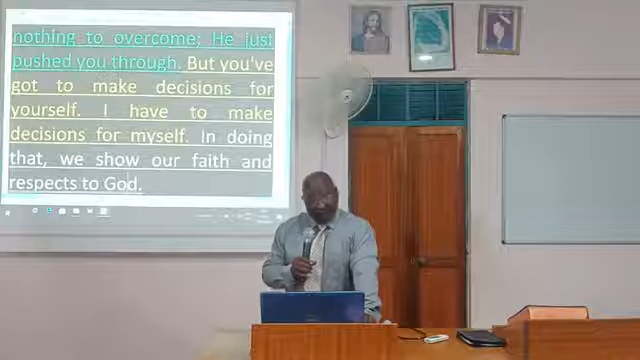 nothing to overcome; He just
pushed you through. But you've
got to make decisions for
yourself. I have to make
decisions for myself. In doing
that, we show our faith and
respects to God.